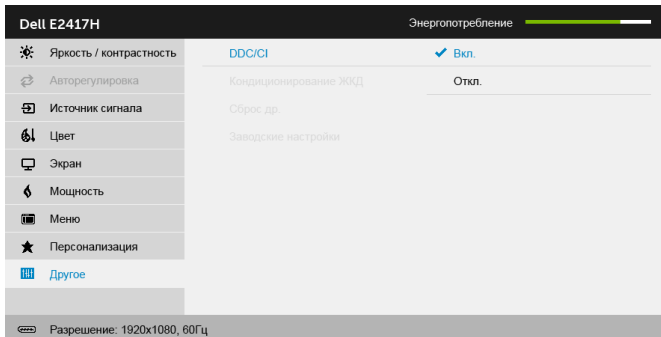 Dell E2417H
Энергопотребление
Яркость / контрастность
DDC/CI
Вкл.
Авторегулировка
Кондиционирование ЖКД
Откл.
Источник сигнала
Сброс др.
Цвет
Заводские настройки
Экран
Мощность
Меню
Персонализация
Другое
Разрешение: 1920x1080, 60Гц